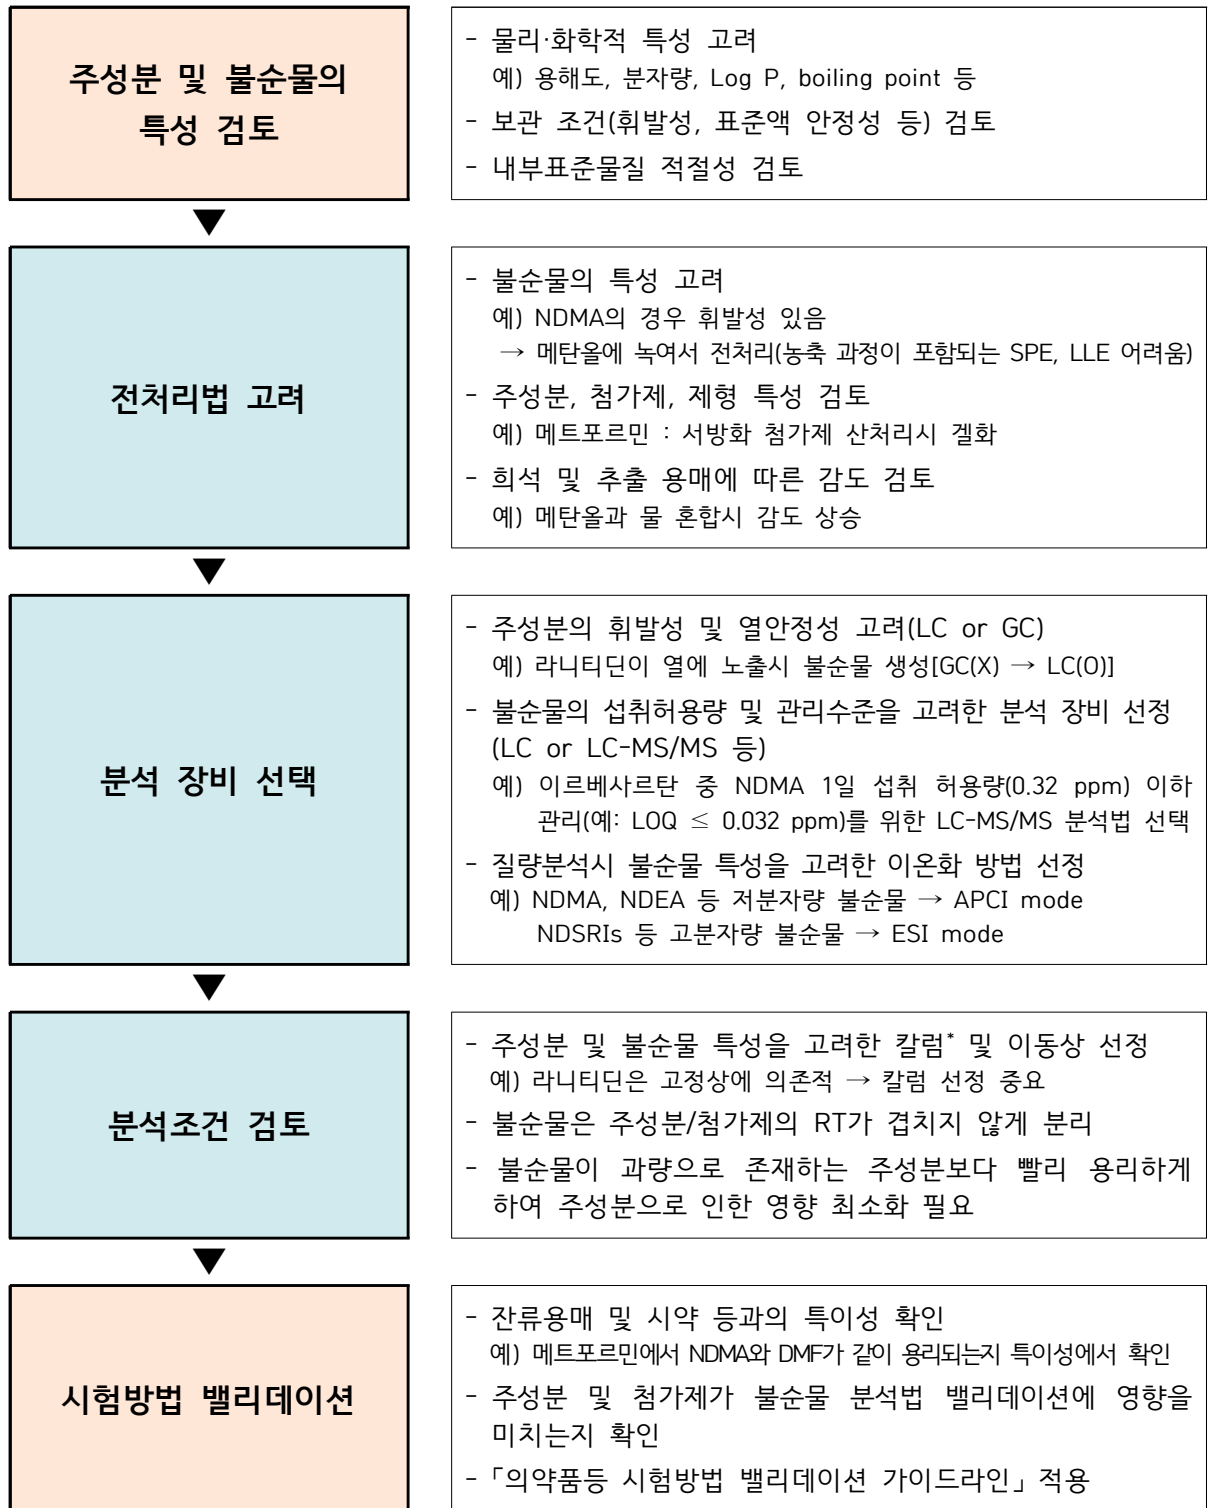 주성분 및 불순물의
특성 검토
- 물리·화학적 특성 고려
예) 용해도, 분자량, Log P, boiling point 등
- 보관 조건(휘발성, 표준액 안정성 등) 검토
- 내부표준물질 적절성 검토
▼
전처리법 고려
- 불순물의 특성 고려
예) NDMA의 경우 휘발성 있음
→ 메탄올에 녹여서 전처리(농축 과정이 포함되는 SPE, LLE 어려움)
- 주성분, 첨가제, 제형 특성 검토
예) 메트포르민 : 서방화 첨가제 산처리시 겔화
- 희석 및 추출 용매에 따른 감도 검토
예) 메탄올과 물 혼합시 감도 상승
▼
분석 장비 선택
- 주성분의 휘발성 및 열안정성 고려(LC or GC)
예) 라니티딘이 열에 노출시 불순물 생성[GC(X) → LC(O)]
- 불순물의 섭취허용량 및 관리수준을 고려한 분석 장비 선정
(LC or LC-MS/MS 등)
예) 이르베사르탄 중 NDMA 1일 섭취 허용량(0.32 ppm) 이하
관리(예: LOQ ≤ 0.032 ppm)를 위한 LC-MS/MS 분석법 선택
- 질량분석시 불순물 특성을 고려한 이온화 방법 선정
예) NDMA, NDEA 등 저분자량 불순물 → APCI mode
NDSRIs 등 고분자량 불순물 → ESI mode
▼
분석조건 검토
- 주성분 및 불순물 특성을 고려한 칼럼* 및 이동상 선정
예) 라니티딘은 고정상에 의존적 → 칼럼 선정 중요
- 불순물은 주성분/첨가제의 RT가 겹치지 않게 분리
- 불순물이 과량으로 존재하는 주성분보다 빨리 용리하게
하여 주성분으로 인한 영향 최소화 필요
▼
시험방법 밸리데이션
- 잔류용매 및 시약 등과의 특이성 확인
예) 메트포르민에서 NDMA와 DMF가 같이 용리되는지 특이성에서 확인
- 주성분 및 첨가제가 불순물 분석법 밸리데이션에 영향을
미치는지 확인
-「의약품등 시험방법 밸리데이션 가이드라인」 적용